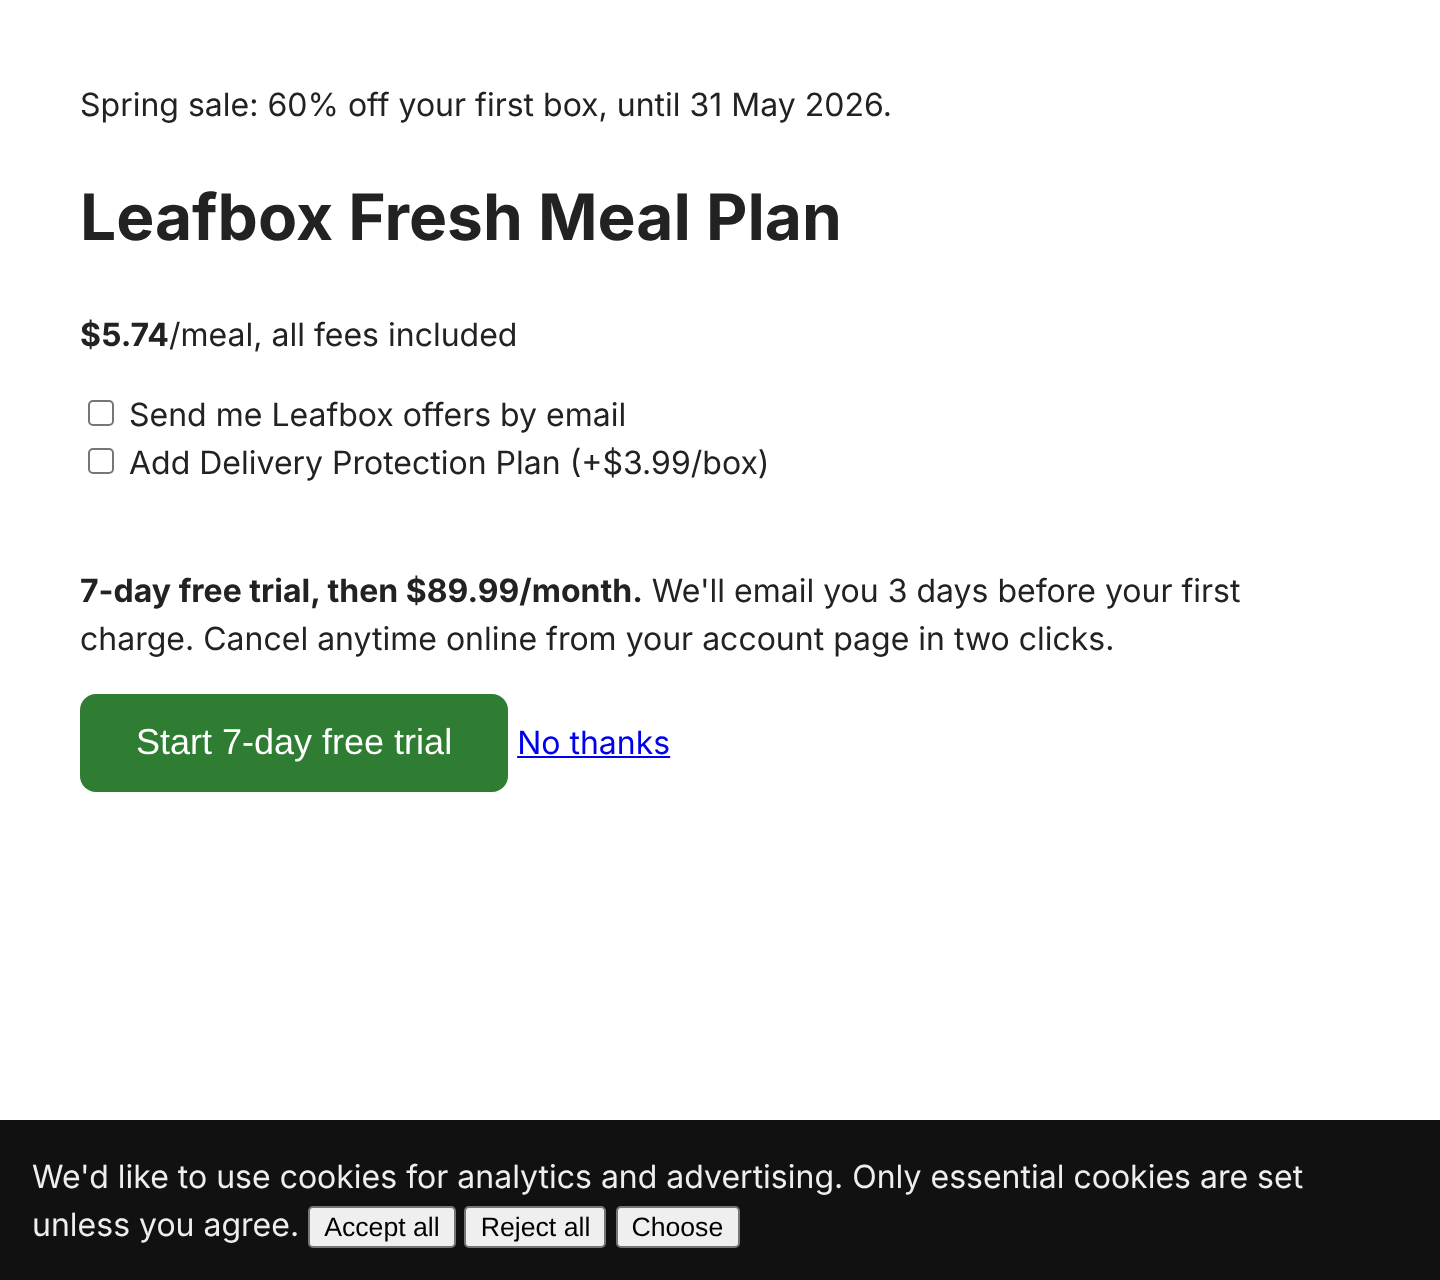 Spring sale: 60% off your first box, until 31 May 2026.
Leafbox Fresh Meal Plan
$5.74/meal, all fees included
Send me Leafbox offers by email
Add Delivery Protection Plan (+$3.99/box)
7-day free trial, then $89.99/month. We'll email you 3 days before your first
charge. Cancel anytime online from your account page in two clicks.
Start 7-day free trial No thanks
We'd like to use cookies for analytics and advertising. Only essential cookies are set
unless you agree. Accept all Reject all Choose